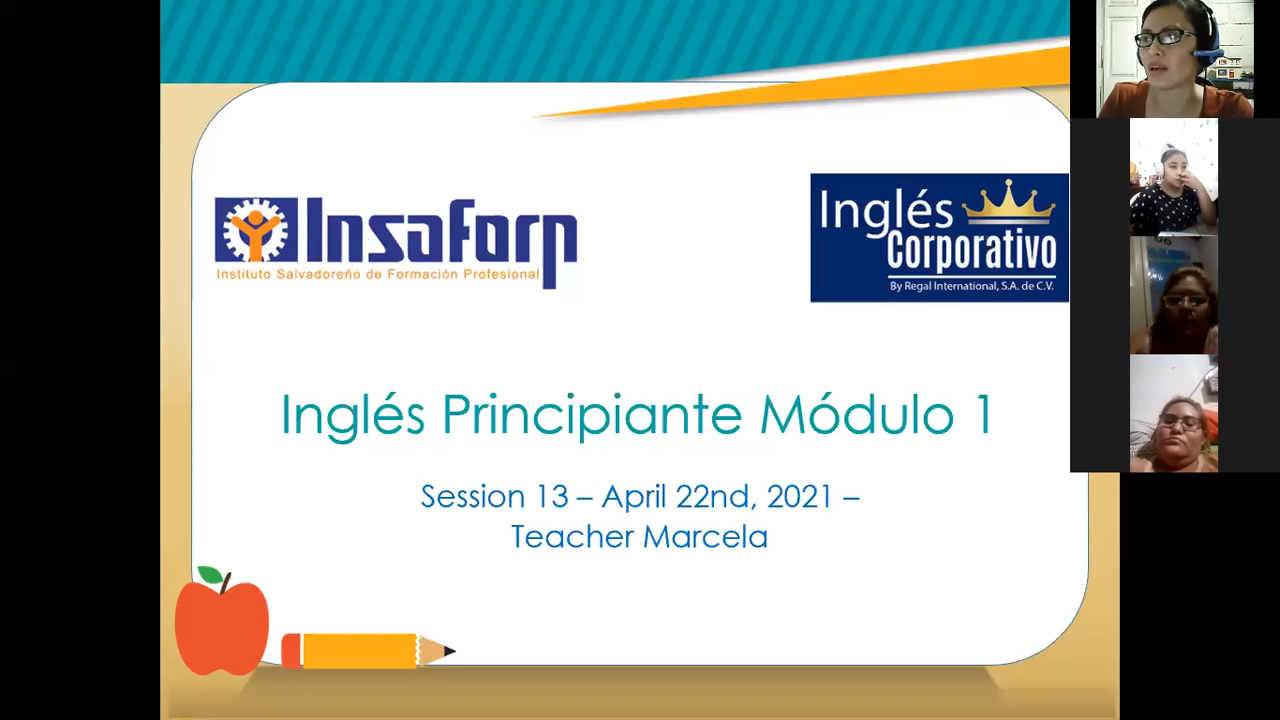 Insaforp
Instituto Salvadoreño de Formación Profesional
Inglés
Corporativo
By Regal International, S.A. de C.V.
Inglés Principiante Módulo 1
Session 13 – April 22nd, 2021 –
Teacher Marcela